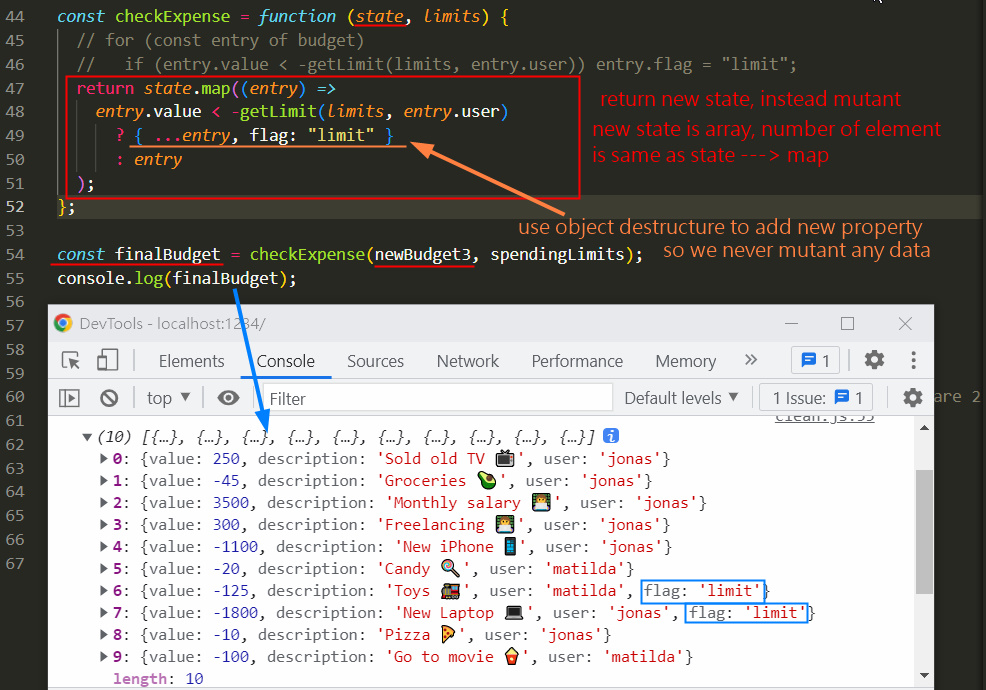 44 const checkExpense = function (state, limits) {
45 // for (const entry of budget)
46 //   if (entry.value < -getLimit(limits, entry.user)) entry.flag = "limit";
47 return state.map((entry) =>
return new state, instead mutant
48 entry.value < -getLimit(limits, entry.user)
49 ? { ...entry, flag: "limit" }
new state is array, number of element
50 : entry
is same as state ---> map
51 );
52 };
53
use object destructure to add new property
54 const finalBudget = checkExpense(newBudget3, spendingLimits);
so we never mutant any data
55 console.log(finalBudget);
56
57
58
59
60
61
62
63
64
65
66
67
DevTools - localhost:1234/
Elements Console Sources Network Performance Memory » 1
top ▼ Filter Default levels ▼ 1 Issue: 1
are 2
clean.js:55
▼(10) [{…}, {…}, {…}, {…}, {…}, {…}, {…}, {…}, {…}, {…}] i
▶0: {value: 250, description: 'Sold old TV 📺', user: 'jonas'}
▶1: {value: -45, description: 'Groceries 🥑', user: 'jonas'}
▶2: {value: 3500, description: 'Monthly salary 👩‍💻', user: 'jonas'}
▶3: {value: 300, description: 'Freelancing 👩‍💻', user: 'jonas'}
▶4: {value: -1100, description: 'New iPhone 📱', user: 'jonas'}
▶5: {value: -20, description: 'Candy 🍭', user: 'matilda'}
▶6: {value: -125, description: 'Toys 🚂', user: 'matilda', flag: 'limit'}
▶7: {value: -1800, description: 'New Laptop 💻', user: 'jonas', flag: 'limit'}
▶8: {value: -10, description: 'Pizza 🍕', user: 'jonas'}
▶9: {value: -100, description: 'Go to movie 🍿', user: 'matilda'}
length: 10